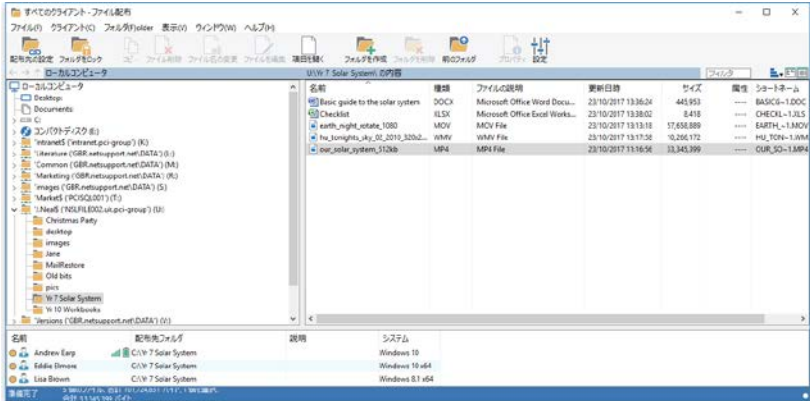 すべてのクライアント - ファイル配布
ファイル(F) クライアント(C) フォルダ(F)older 表示(V) ウィンドウ(W) ヘルプ(H)
配布先の設定 フォルダをロック コピー ファイル削除 ファイル名の変更 ファイルを編集 項目を開く フォルダを作成 フォルダを削除 前のフォルダ プロパティ 設定
ローカルコンピュータ U:\Yr 7 Solar System\ の内容 フィルタ
ローカルコンピュータ
Desktop
Documents
C:
コンパクトディスク (E:)
'intranet$ ('intranet.pci-group') (K:)
'Literature ('GBR.netsupport.net\DATA') (L:)
'Common ('GBR.netsupport.net\DATA') (M:)
'Marketing ('GBR.netsupport.net\DATA') (R:)
'images ('GBR.netsupport.net\DATA') (S:)
'Market$ ('PCISQL001') (T:)
'J.Neal$ ('NSLFILE002.uk.pci-group') (U:)
Christmas Party
desktop
images
Jane
MailRestore
Old bits
pics
Yr 7 Solar System
Yr 10 Workbooks
'Versions ('GBR.netsupport.net\DATA') (V:)
名前 種類 ファイルの説明 更新日時 サイズ 属性 ショートネーム
Basic guide to the solar system DOCX Microsoft Office Word Docu... 23/10/2017 13:36:24 445,953 ---- BASICG~1.DOC
Checklist XLSX Microsoft Office Excel Works... 23/10/2017 13:38:02 8,418 ---- CHECKL~1.XLS
earth_night_rotate_1080 MOV MOV File 23/10/2017 13:13:18 57,658,889 ---- EARTH_~1.MOV
hu_tonights_sky_02_2010_320x2... WMV WMV File 23/10/2017 13:17:58 10,266,172 ---- HU_TON~1.WM
our_solar_system_512kb MP4 MP4 File 23/10/2017 11:16:56 33,345,399 ---- OUR_SO~1.MP4
名前 配布先フォルダ 説明 システム
Andrew Earp C:\Yr 7 Solar System Windows 10
Eddie Elmore C:\Yr 7 Solar System Windows 10 x64
Lisa Brown C:\Yr 7 Solar System Windows 8.1 x64
準備完了
合計 33,345,399 バイト